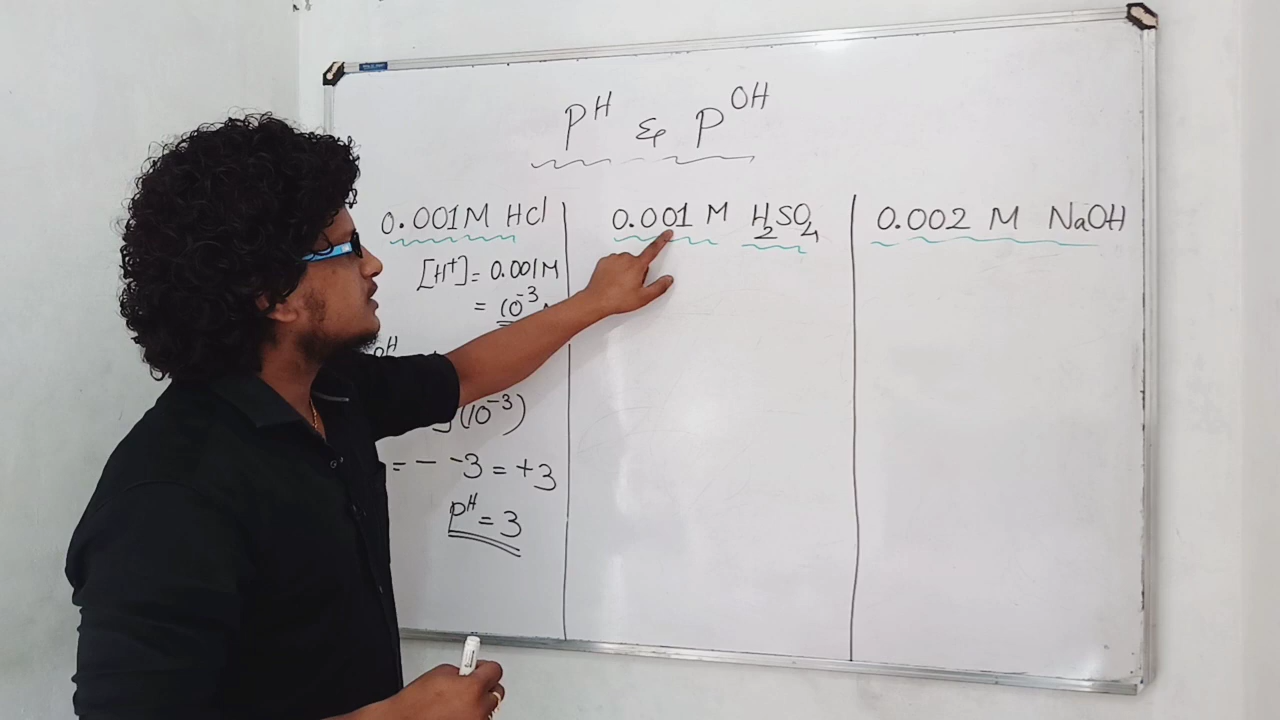 PH & POH
0.001M HCl
[H+] = 0.001M
= 10-3
(10-3)
= - -3 = +3
PH = 3
0.001 M H2SO4
0.002 M NaOH